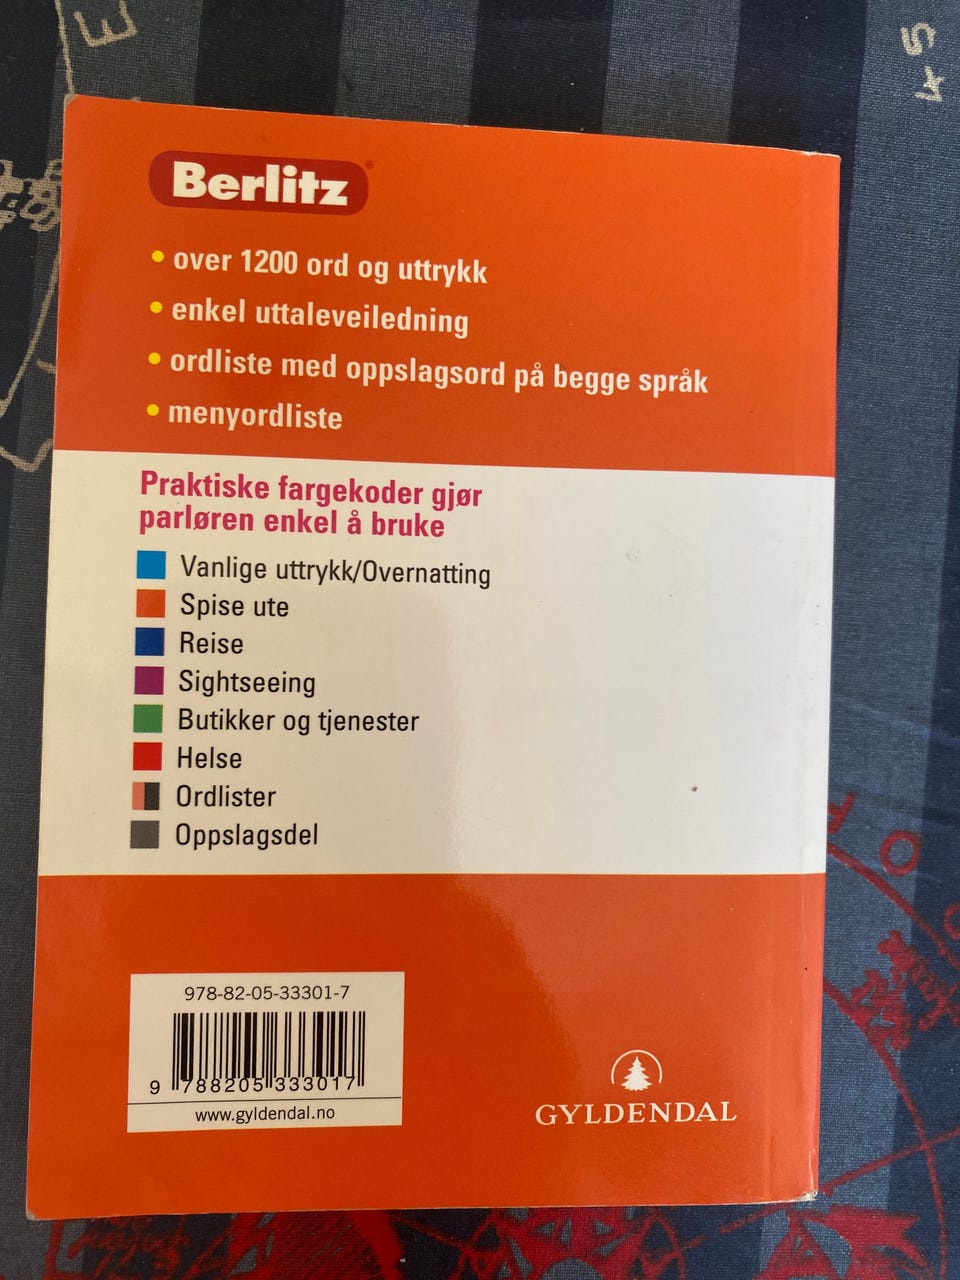 Berlitz
• over 1200 ord og uttrykk
• enkel uttaleveiledning
• ordliste med oppslagsord på begge språk
• menyordliste
Praktiske fargekoder gjør
parløren enkel å bruke
Vanlige uttrykk/Overnatting
Spise ute
Reise
Sightseeing
Butikker og tjenester
Helse
Ordlister
Oppslagsdel
978-82-05-33301-7
9 788205 333017
www.gyldendal.no
GYLDENDAL
45
E